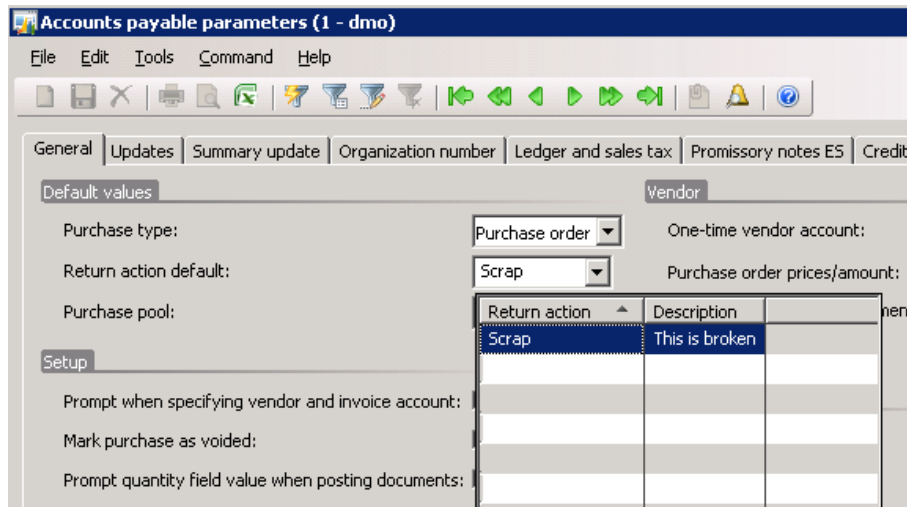 Accounts payable parameters (1 - dmo)
File Edit Tools Command Help
General Updates Summary update Organization number Ledger and sales tax Promissory notes ES Credit
Default values Vendor
Purchase type: Purchase order One-time vendor account:
Return action default: Scrap Purchase order prices/amount:
Purchase pool:
Return action Description
Scrap This is broken
Setup
Prompt when specifying vendor and invoice account:
Mark purchase as voided:
Prompt quantity field value when posting documents: